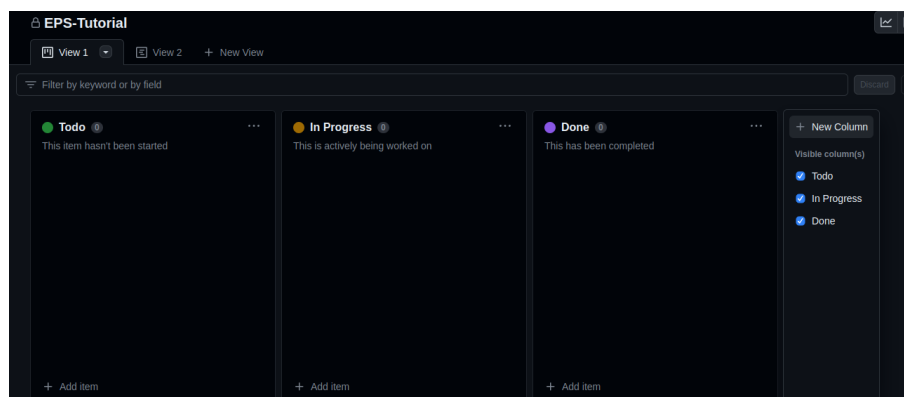 EPS-Tutorial
View 1
View 2
+ New View
Filter by keyword or by field
Discard
Todo 0
This item hasn't been started
+ Add item
In Progress 0
This is actively being worked on
+ Add item
Done 0
This has been completed
+ Add item
+ New Column
Visible column(s)
Todo
In Progress
Done